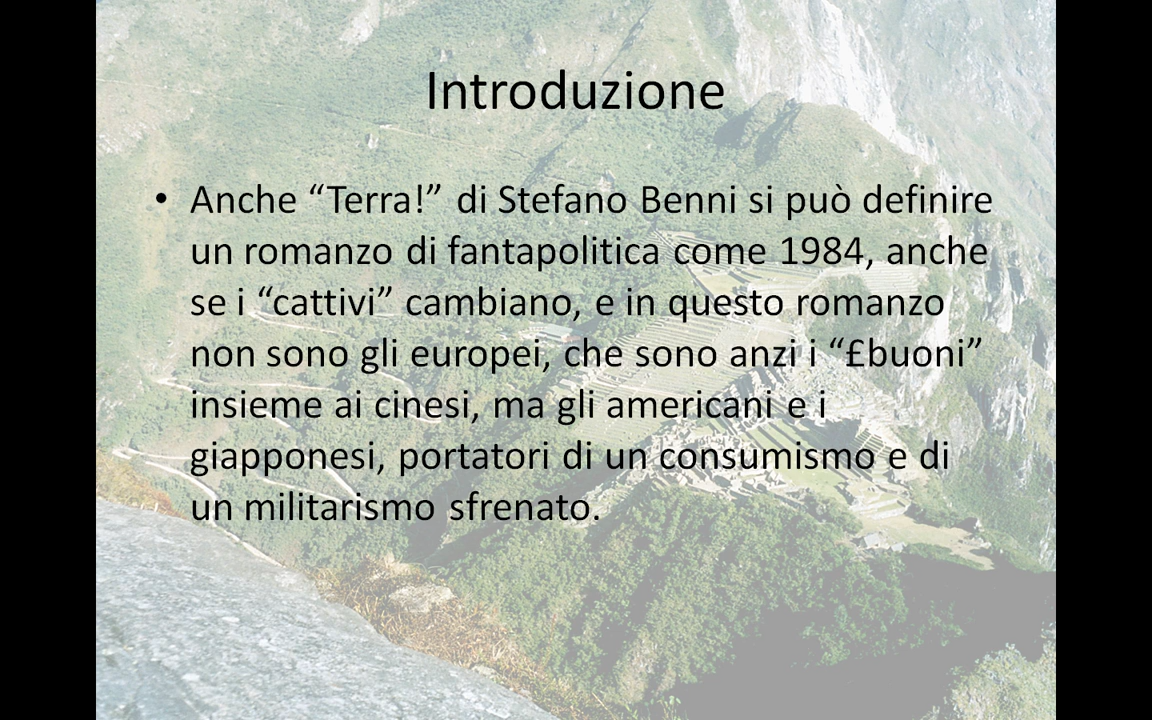 Introduzione
• Anche “Terra!” di Stefano Benni si può definire
un romanzo di fantapolitica come 1984, anche
se i “cattivi” cambiano, e in questo romanzo
non sono gli europei, che sono anzi i “£buoni”
insieme ai cinesi, ma gli americani e i
giapponesi, portatori di un consumismo e di
un militarismo sfrenato.